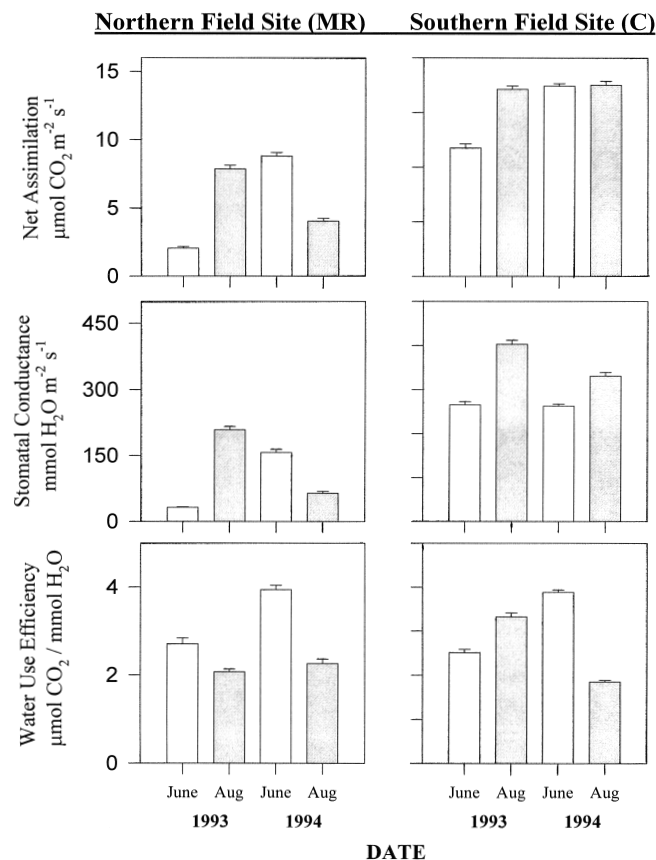 Northern Field Site (MR) Southern Field Site (C)
Net Assimilation
μmol CO2 m-2 s-1
15
10
5
0
Stomatal Conductance
mmol H2O m-2 s-1
450
300
150
0
Water Use Efficiency
μmol CO2 / mmol H2O
4
2
0
June Aug June Aug June Aug June Aug
1993 1994 1993 1994
DATE